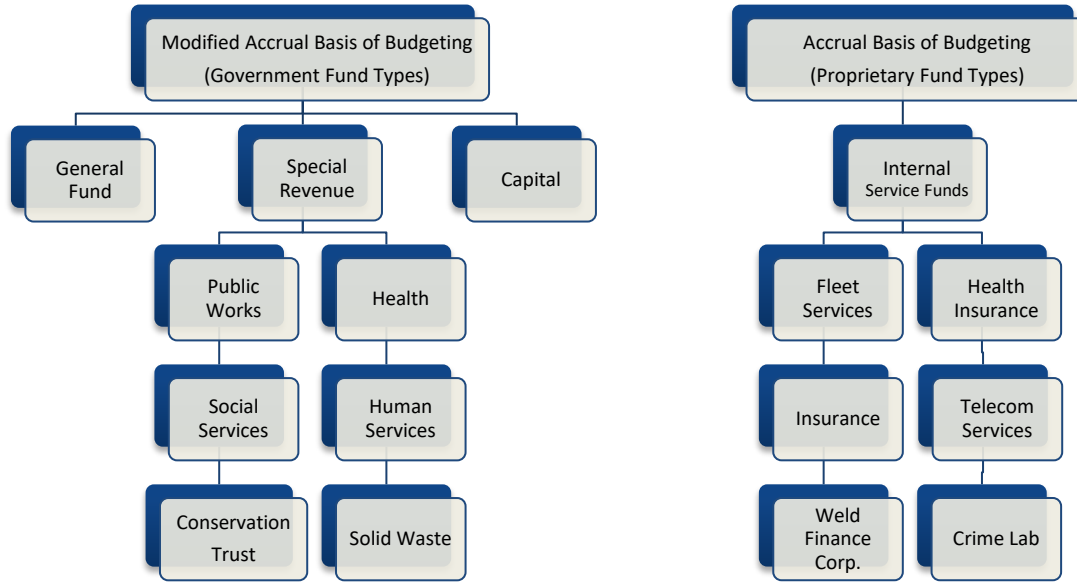 Modified Accrual Basis of Budgeting
(Government Fund Types)
Accrual Basis of Budgeting
(Proprietary Fund Types)
General
Fund
Special
Revenue
Capital
Internal
Service Funds
Public
Works
Health
Fleet
Services
Health
Insurance
Social
Services
Human
Services
Insurance
Telecom
Services
Conservation
Trust
Solid Waste
Weld
Finance
Corp.
Crime Lab